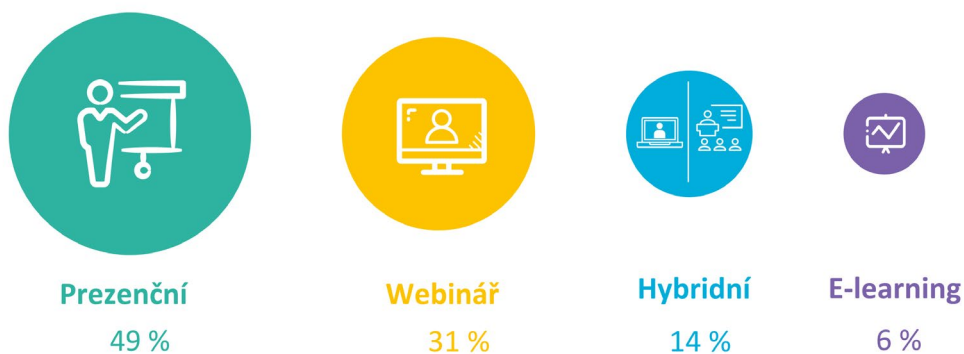 Prezenční
49 %
Webinář
31 %
Hybridní
14 %
E-learning
6 %